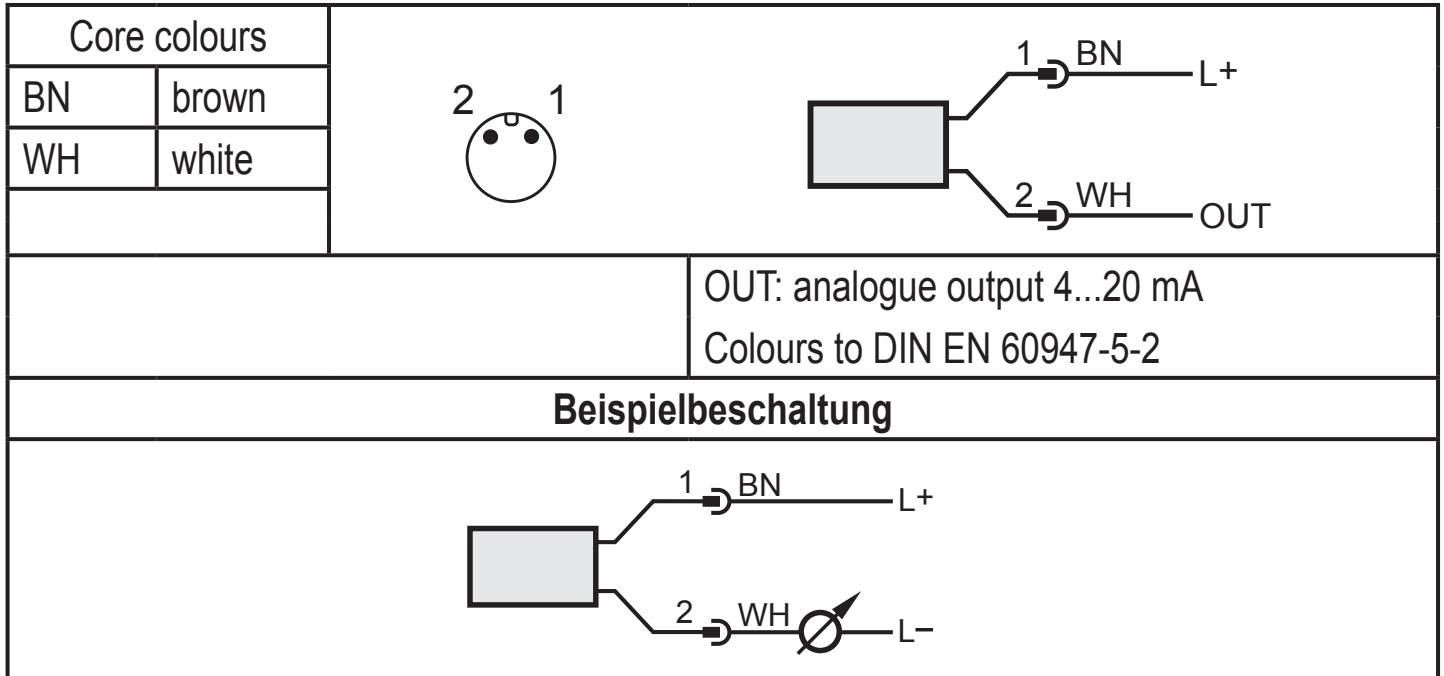 Core colours
BN brown
WH white
2 1
1 BN L+
2 WH OUT
OUT: analogue output 4...20 mA
Colours to DIN EN 60947-5-2
Beispielbeschaltung
1 BN L+
2 WH L–